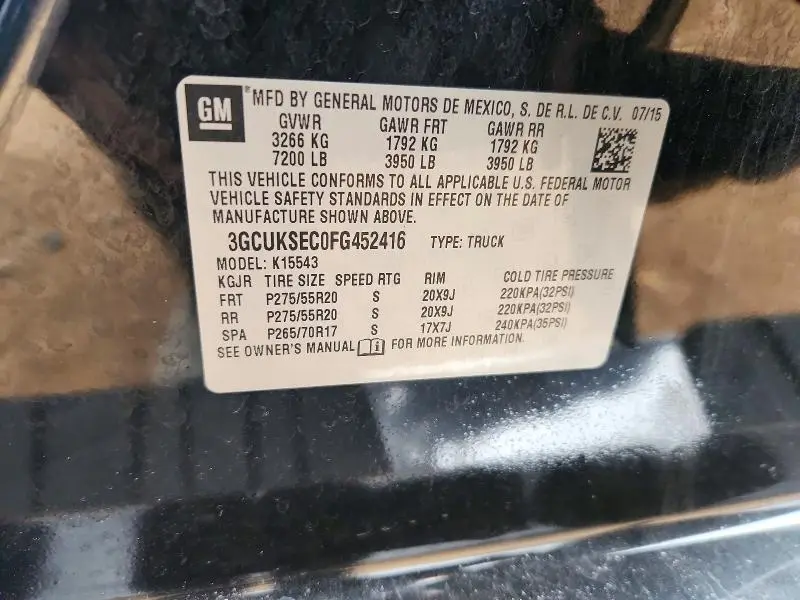 GM ® MFD BY GENERAL MOTORS DE MEXICO, S. DE R.L. DE C.V. 07/15
GVWR GAWR FRT GAWR RR
3266 KG 1792 KG 1792 KG
7200 LB 3950 LB 3950 LB
THIS VEHICLE CONFORMS TO ALL APPLICABLE U.S. FEDERAL MOTOR
VEHICLE SAFETY STANDARDS IN EFFECT ON THE DATE OF
MANUFACTURE SHOWN ABOVE.
3GCUKSEC0FG452416 TYPE: TRUCK
MODEL: K15543
KGJR TIRE SIZE SPEED RTG RIM COLD TIRE PRESSURE
FRT P275/55R20 S 20X9J 220KPA(32PSI)
RR P275/55R20 S 20X9J 220KPA(32PSI)
SPA P265/70R17 S 17X7J 240KPA(35PSI)
SEE OWNER'S MANUAL FOR MORE INFORMATION.